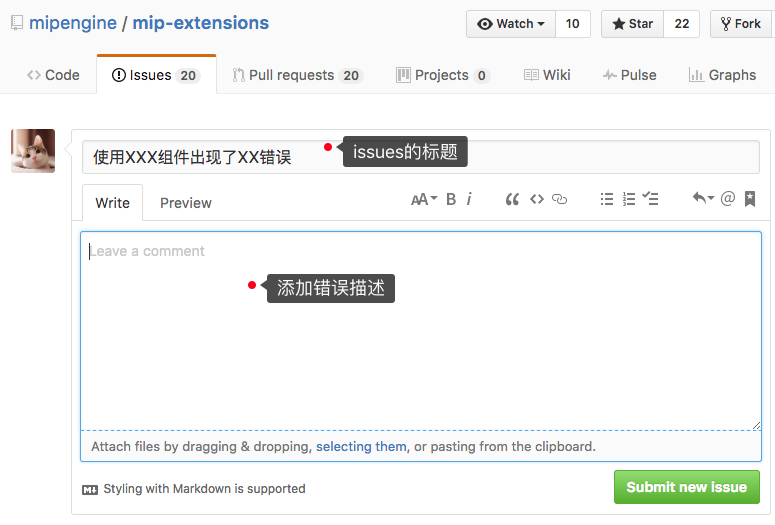 mipengine / mip-extensions
Watch 10 Star 22 Fork
Code Issues 20 Pull requests 20 Projects 0 Wiki Pulse Graphs
使用XXX组件出现了XX错误
issues的标题
Write Preview AA B i @
Leave a comment
添加错误描述
Attach files by dragging & dropping, selecting them, or pasting from the clipboard.
Styling with Markdown is supported
Submit new issue